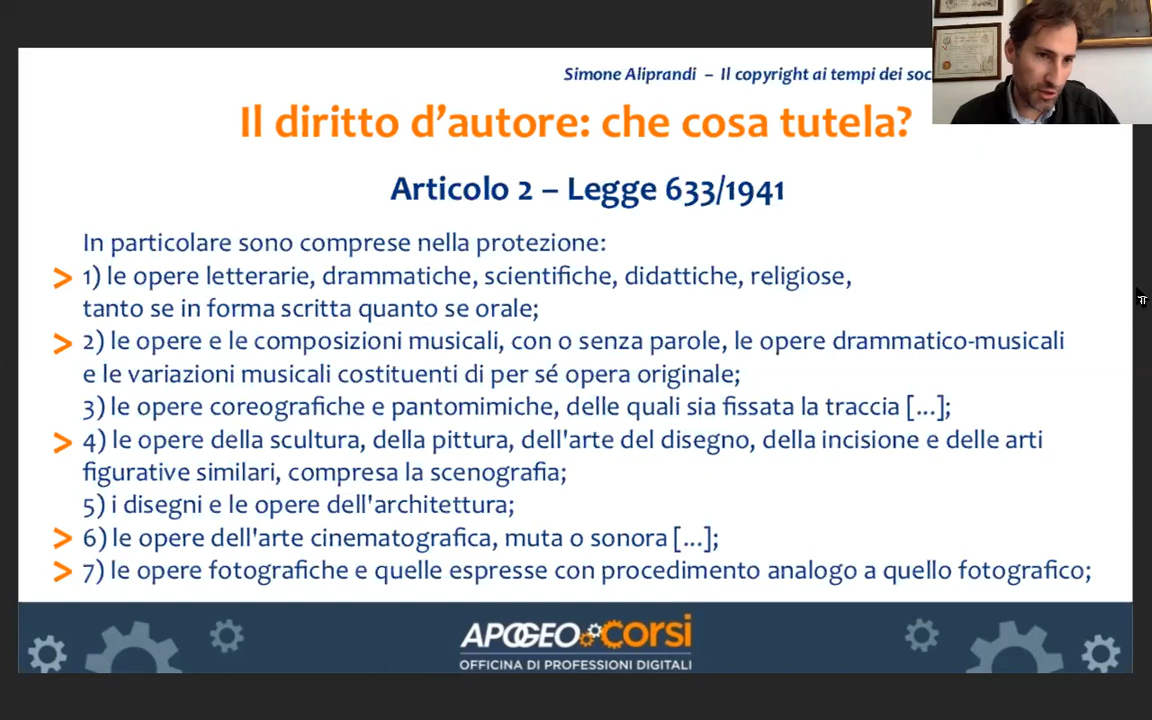 Simone Aliprandi – Il copyright ai tempi dei
Il diritto d’autore: che cosa tutela?
Articolo 2 – Legge 633/1941
In particolare sono comprese nella protezione:
> 1) le opere letterarie, drammatiche, scientifiche, didattiche, religiose,
tanto se in forma scritta quanto se orale;
> 2) le opere e le composizioni musicali, con o senza parole, le opere drammatico-musicali
e le variazioni musicali costituenti di per sé opera originale;
3) le opere coreografiche e pantomimiche, delle quali sia fissata la traccia [...];
> 4) le opere della scultura, della pittura, dell'arte del disegno, della incisione e delle arti
figurative similari, compresa la scenografia;
5) i disegni e le opere dell'architettura;
> 6) le opere dell'arte cinematografica, muta o sonora [...];
> 7) le opere fotografiche e quelle espresse con procedimento analogo a quello fotografico;
APOGEO CORSI
OFFICINA DI PROFESSIONI DIGITALI